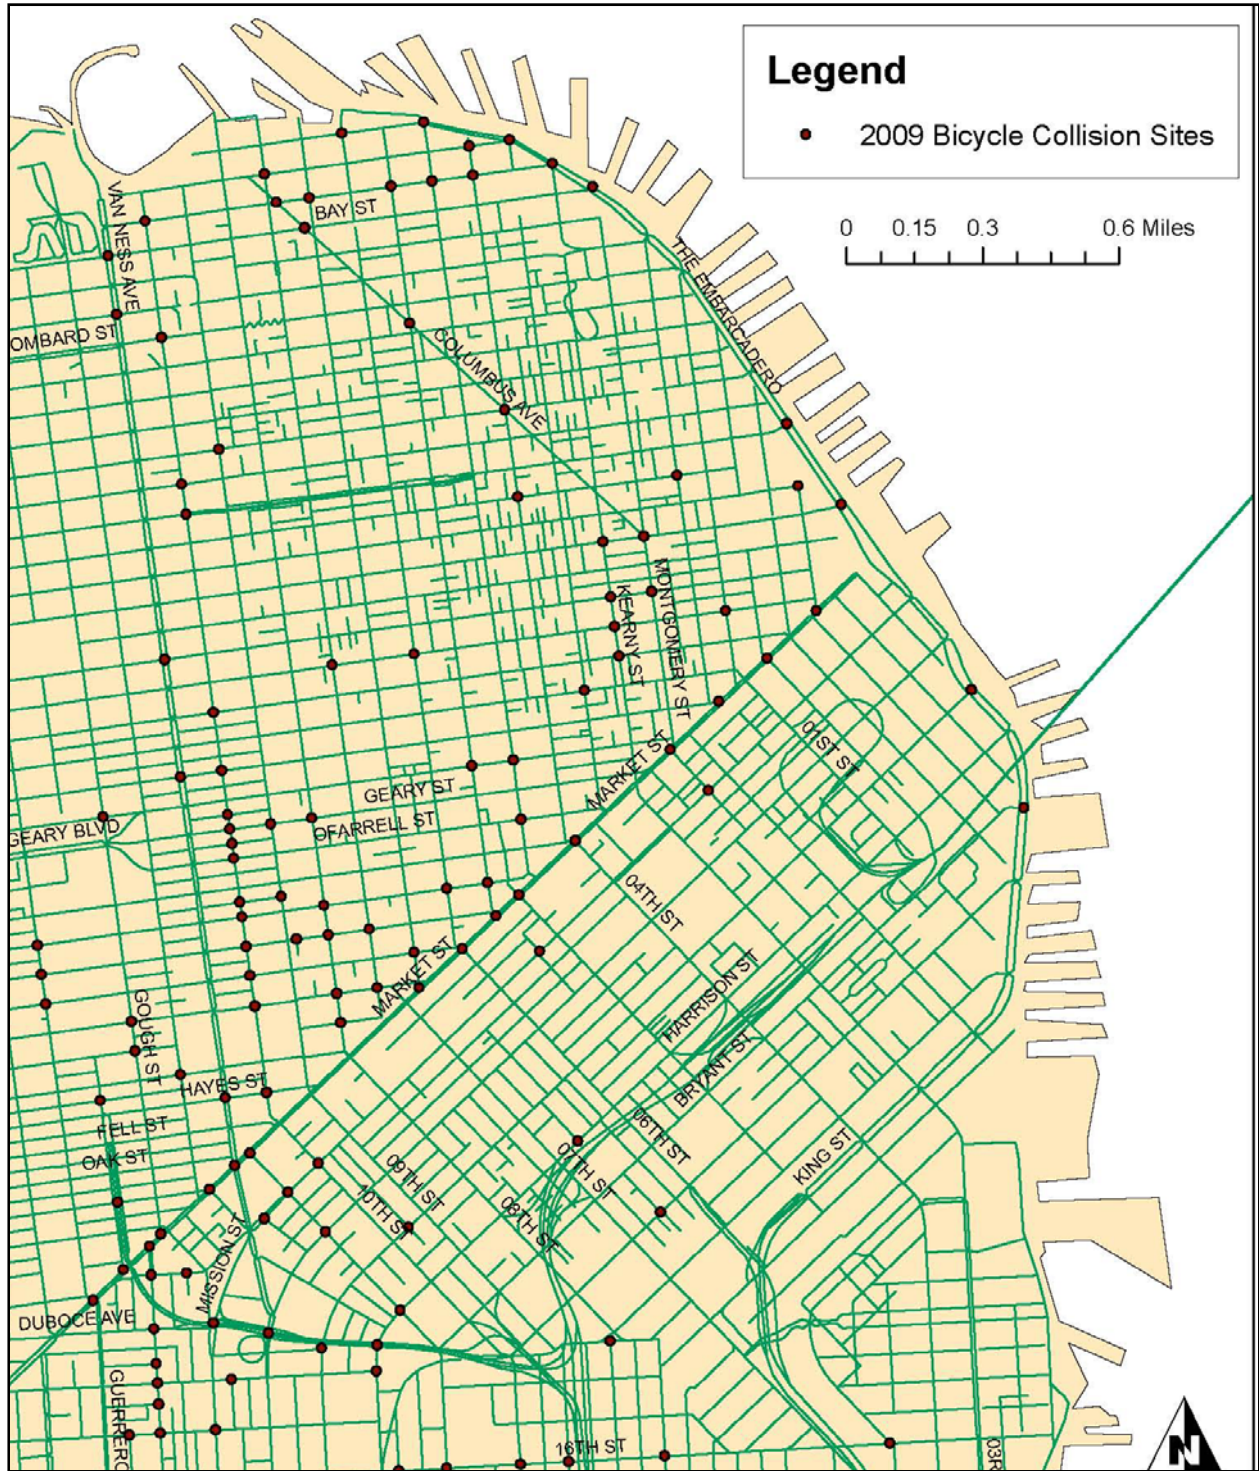 Legend
2009 Bicycle Collision Sites
0 0.15 0.3 0.6 Miles
VAN NESS AVE
BAY ST
THE EMBARCADERO
OMBARD ST
COLUMBUS AVE
MONTGOMERY ST
KEARNY ST
01ST ST
MARKET ST
GEARY ST
GEARY BLVD
OFARRELL ST
04TH ST
MARKET ST
HARRISON ST
GOUGH ST
BRYANT ST
HAYES ST
06TH ST
FELL ST
OAK ST
KING ST
07TH ST
09TH ST
10TH ST
08TH ST
MISSION ST
DUBOCE AVE
GUERRERO
16TH ST
03R
N